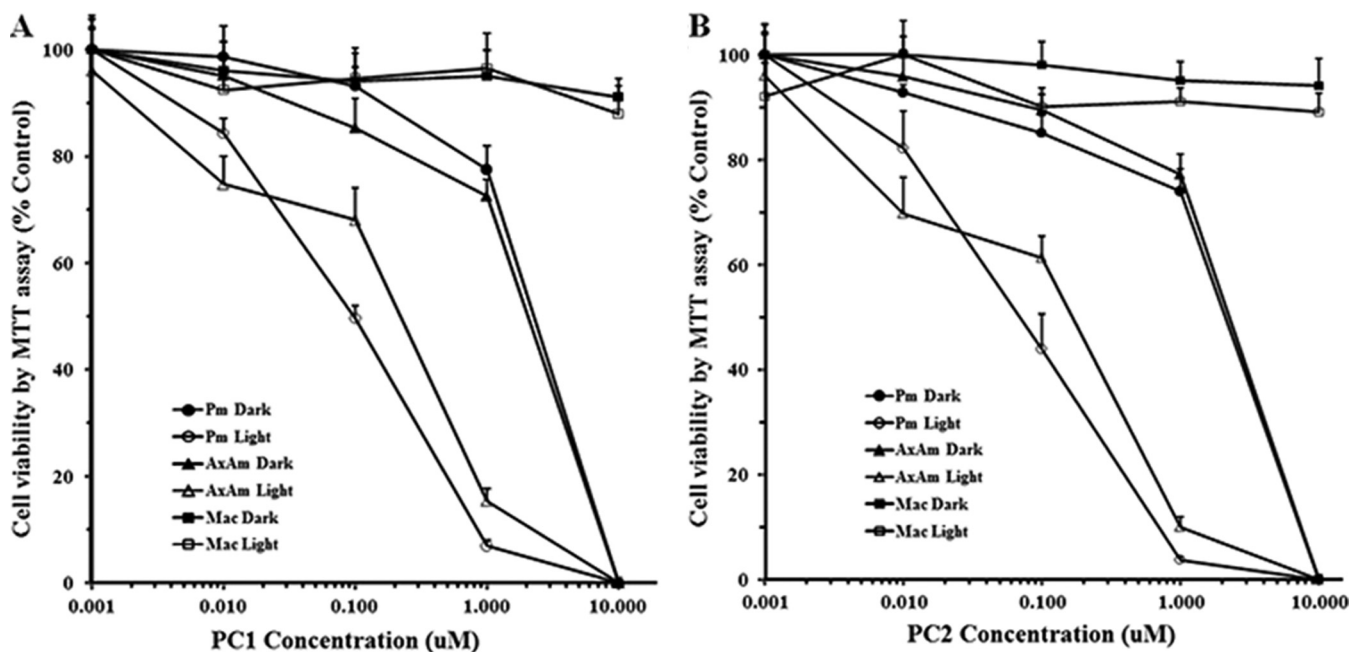 A
Cell viability by MTT assay (% Control)
100
80
60
40
20
0
Pm Dark
Pm Light
AxAm Dark
AxAm Light
Mac Dark
Mac Light
0.001
0.010
0.100
1.000
10.000
PC1 Concentration (uM)
B
Cell viability by MTT assay (% Control)
100
80
60
40
20
0
Pm Dark
Pm Light
AxAm Dark
AxAm Light
Mac Dark
Mac Light
0.001
0.010
0.100
1.000
10.000
PC2 Concentration (uM)